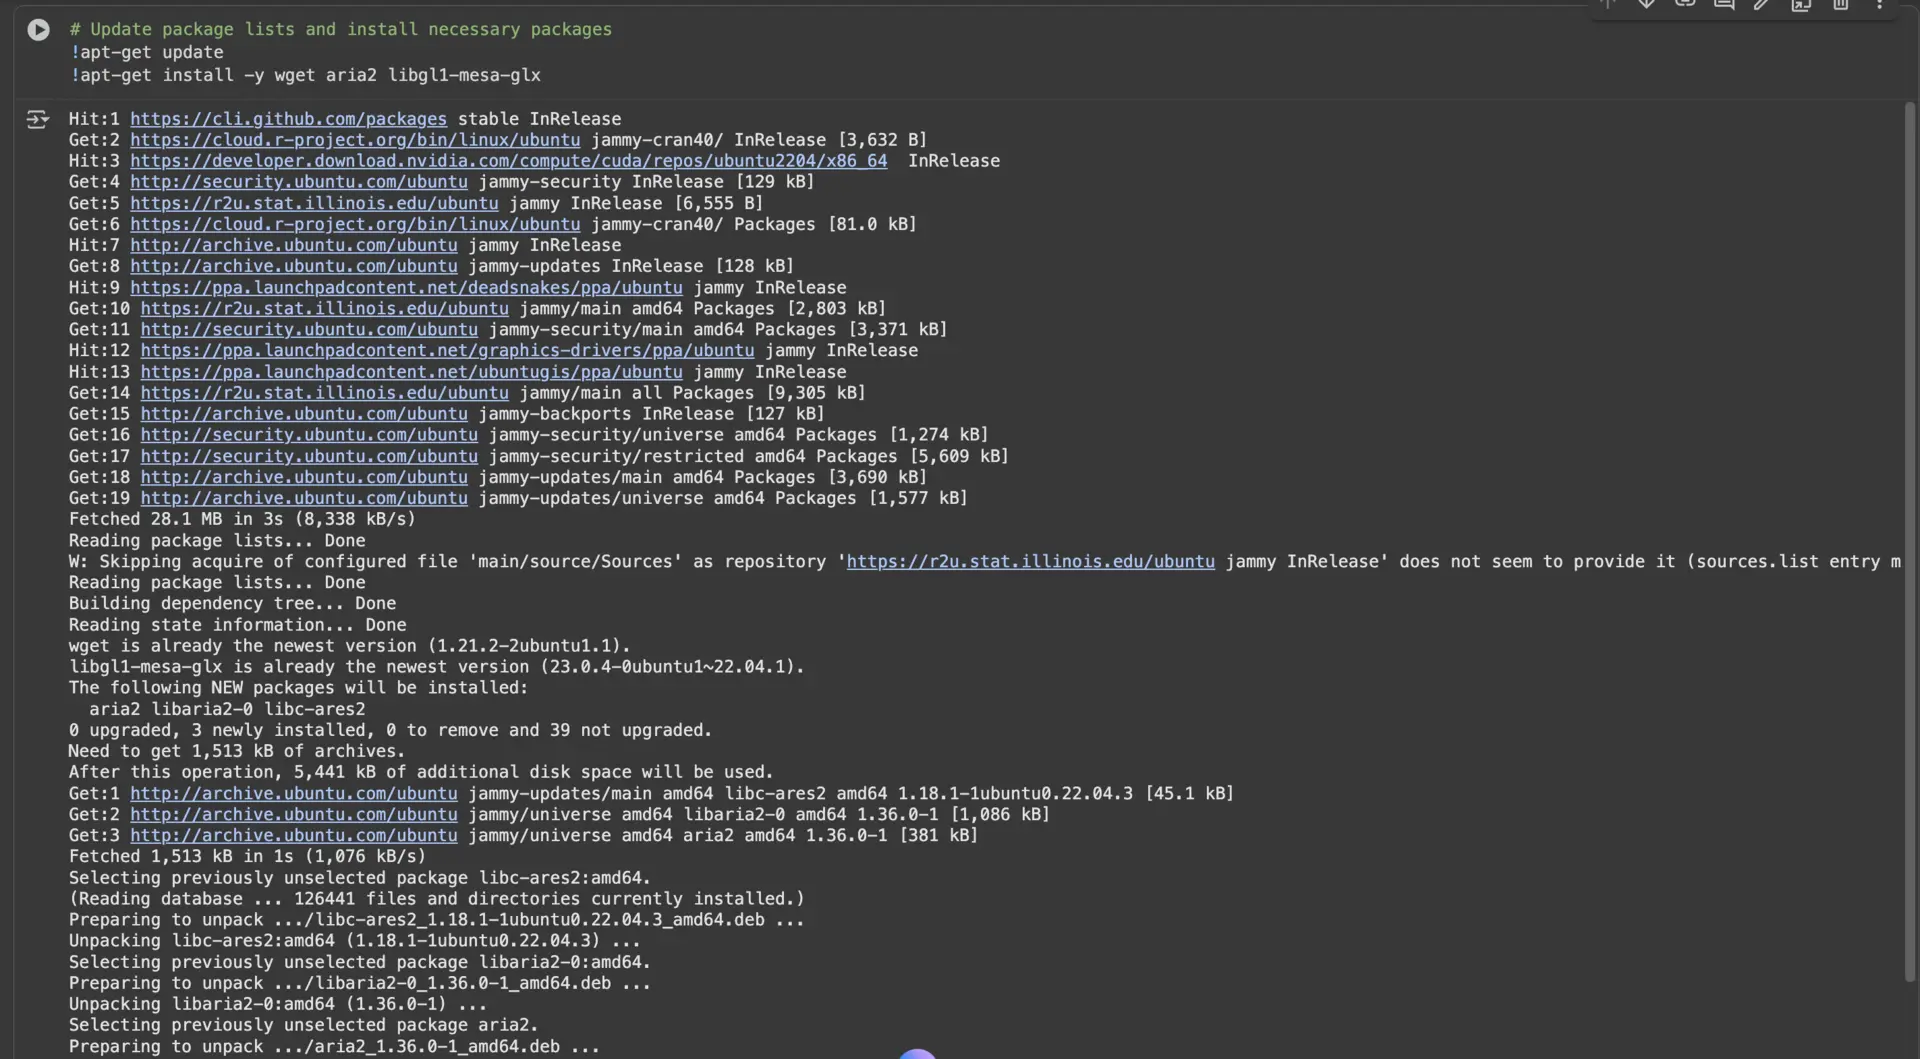 # Update package lists and install necessary packages
!apt-get update
!apt-get install -y wget aria2 libgl1-mesa-glx
Hit:1 https://cli.github.com/packages stable InRelease
Get:2 https://cloud.r-project.org/bin/linux/ubuntu jammy-cran40/ InRelease [3,632 B]
Hit:3 https://developer.download.nvidia.com/compute/cuda/repos/ubuntu2204/x86_64  InRelease
Get:4 http://security.ubuntu.com/ubuntu jammy-security InRelease [129 kB]
Get:5 https://r2u.stat.illinois.edu/ubuntu jammy InRelease [6,555 B]
Get:6 https://cloud.r-project.org/bin/linux/ubuntu jammy-cran40/ Packages [81.0 kB]
Hit:7 http://archive.ubuntu.com/ubuntu jammy InRelease
Get:8 http://archive.ubuntu.com/ubuntu jammy-updates InRelease [128 kB]
Hit:9 https://ppa.launchpadcontent.net/deadsnakes/ppa/ubuntu jammy InRelease
Get:10 https://r2u.stat.illinois.edu/ubuntu jammy/main amd64 Packages [2,803 kB]
Get:11 http://security.ubuntu.com/ubuntu jammy-security/main amd64 Packages [3,371 kB]
Hit:12 https://ppa.launchpadcontent.net/graphics-drivers/ppa/ubuntu jammy InRelease
Hit:13 https://ppa.launchpadcontent.net/ubuntugis/ppa/ubuntu jammy InRelease
Get:14 https://r2u.stat.illinois.edu/ubuntu jammy/main all Packages [9,305 kB]
Get:15 http://archive.ubuntu.com/ubuntu jammy-backports InRelease [127 kB]
Get:16 http://security.ubuntu.com/ubuntu jammy-security/universe amd64 Packages [1,274 kB]
Get:17 http://security.ubuntu.com/ubuntu jammy-security/restricted amd64 Packages [5,609 kB]
Get:18 http://archive.ubuntu.com/ubuntu jammy-updates/main amd64 Packages [3,690 kB]
Get:19 http://archive.ubuntu.com/ubuntu jammy-updates/universe amd64 Packages [1,577 kB]
Fetched 28.1 MB in 3s (8,338 kB/s)
Reading package lists... Done
W: Skipping acquire of configured file 'main/source/Sources' as repository 'https://r2u.stat.illinois.edu/ubuntu jammy InRelease' does not seem to provide it (sources.list entry m
Reading package lists... Done
Building dependency tree... Done
Reading state information... Done
wget is already the newest version (1.21.2-2ubuntu1.1).
libgl1-mesa-glx is already the newest version (23.0.4-0ubuntu1~22.04.1).
The following NEW packages will be installed:
  aria2 libaria2-0 libc-ares2
0 upgraded, 3 newly installed, 0 to remove and 39 not upgraded.
Need to get 1,513 kB of archives.
After this operation, 5,441 kB of additional disk space will be used.
Get:1 http://archive.ubuntu.com/ubuntu jammy-updates/main amd64 libc-ares2 amd64 1.18.1-1ubuntu0.22.04.3 [45.1 kB]
Get:2 http://archive.ubuntu.com/ubuntu jammy/universe amd64 libaria2-0 amd64 1.36.0-1 [1,086 kB]
Get:3 http://archive.ubuntu.com/ubuntu jammy/universe amd64 aria2 amd64 1.36.0-1 [381 kB]
Fetched 1,513 kB in 1s (1,076 kB/s)
Selecting previously unselected package libc-ares2:amd64.
(Reading database ... 126441 files and directories currently installed.)
Preparing to unpack .../libc-ares2_1.18.1-1ubuntu0.22.04.3_amd64.deb ...
Unpacking libc-ares2:amd64 (1.18.1-1ubuntu0.22.04.3) ...
Selecting previously unselected package libaria2-0:amd64.
Preparing to unpack .../libaria2-0_1.36.0-1_amd64.deb ...
Unpacking libaria2-0:amd64 (1.36.0-1) ...
Selecting previously unselected package aria2.
Preparing to unpack .../aria2_1.36.0-1_amd64.deb ...